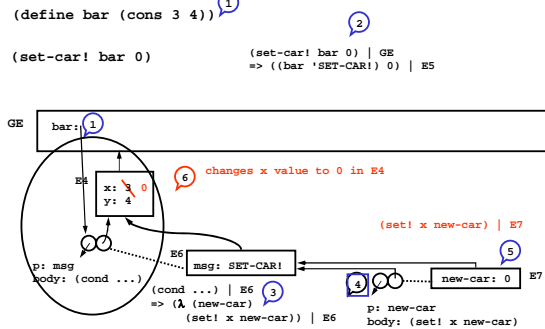 (define bar (cons 3 4))
1
2
(set-car! bar 0)
(set-car! bar 0) | GE
=> ((bar 'SET-CAR!) 0) | E5
GE
bar:
1
6
changes x value to 0 in E4
E4
x: 3 0
y: 4
(set! x new-car) | E7
p: msg
body: (cond ...)
E6
msg: SET-CAR!
5
E7
new-car: 0
4
(cond ...) | E6
3
=> (λ (new-car)
(set! x new-car)) | E6
p: new-car
body: (set! x new-car)